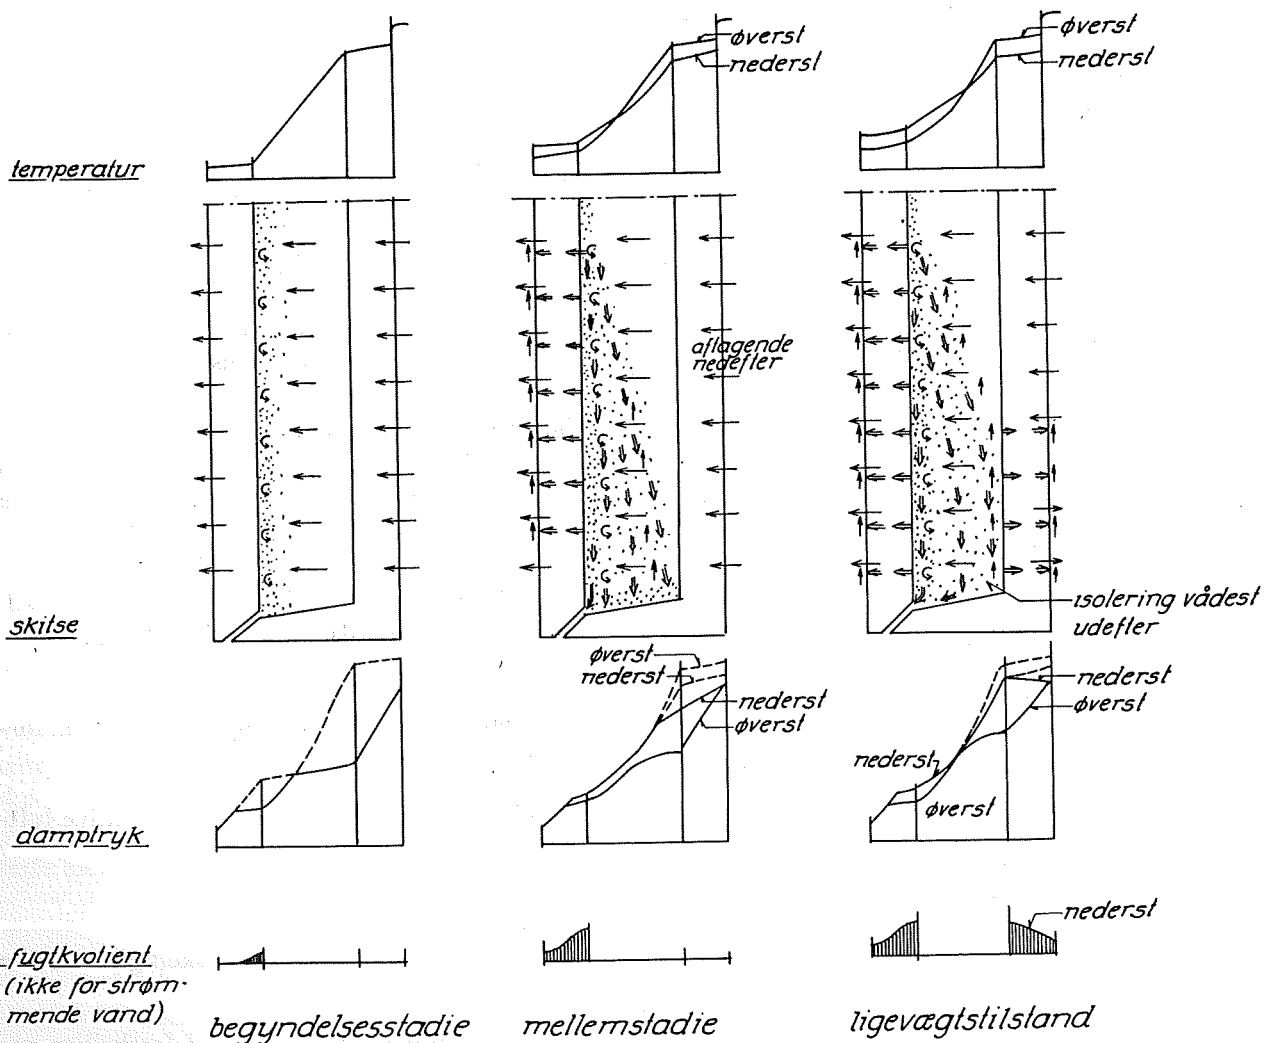 øverst
nederst
øverst
nederst
temperatur
aftagende
nedefter
isolering vådest
udefter
skitse
øverst
nederst
nederst
øverst
nederst
øverst
nederst
øverst
damptryk
nederst
fugtkvotient
(ikke for strøm-
mende vand)
begyndelsesstadie
mellemstadie
ligevægtstilstand